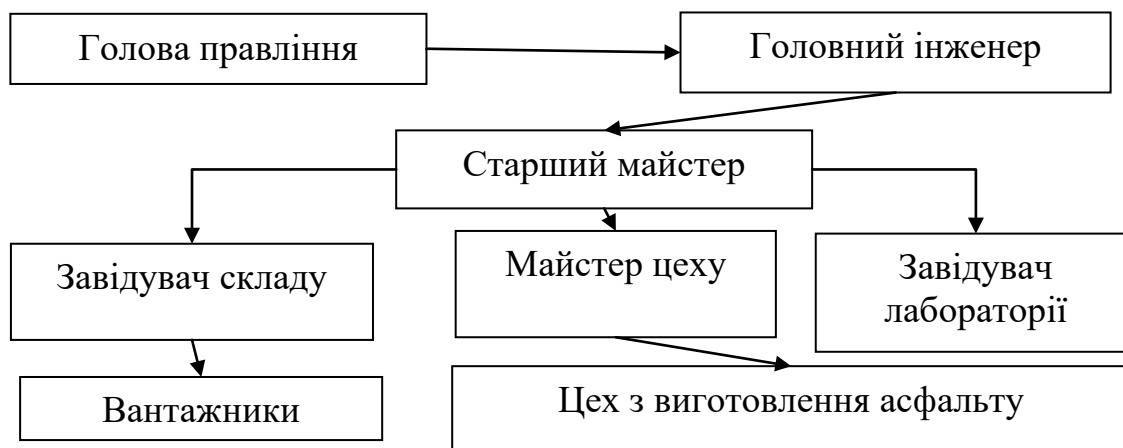 Голова правління
Головний інженер
Старший майстер
Завідувач складу
Майстер цеху
Завідувач
лабораторії
Вантажники
Цех з виготовлення асфальту